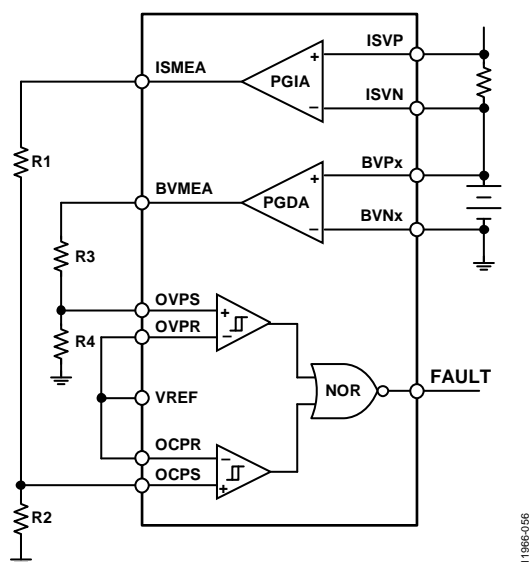 ISVP
ISMEA
PGIA
ISVN
R1
BVPx
BVMEA
PGDA
BVNx
R3
OVPS
OVPR
R4
FAULT
NOR
VREF
OCPR
OCPS
R2
11966-056